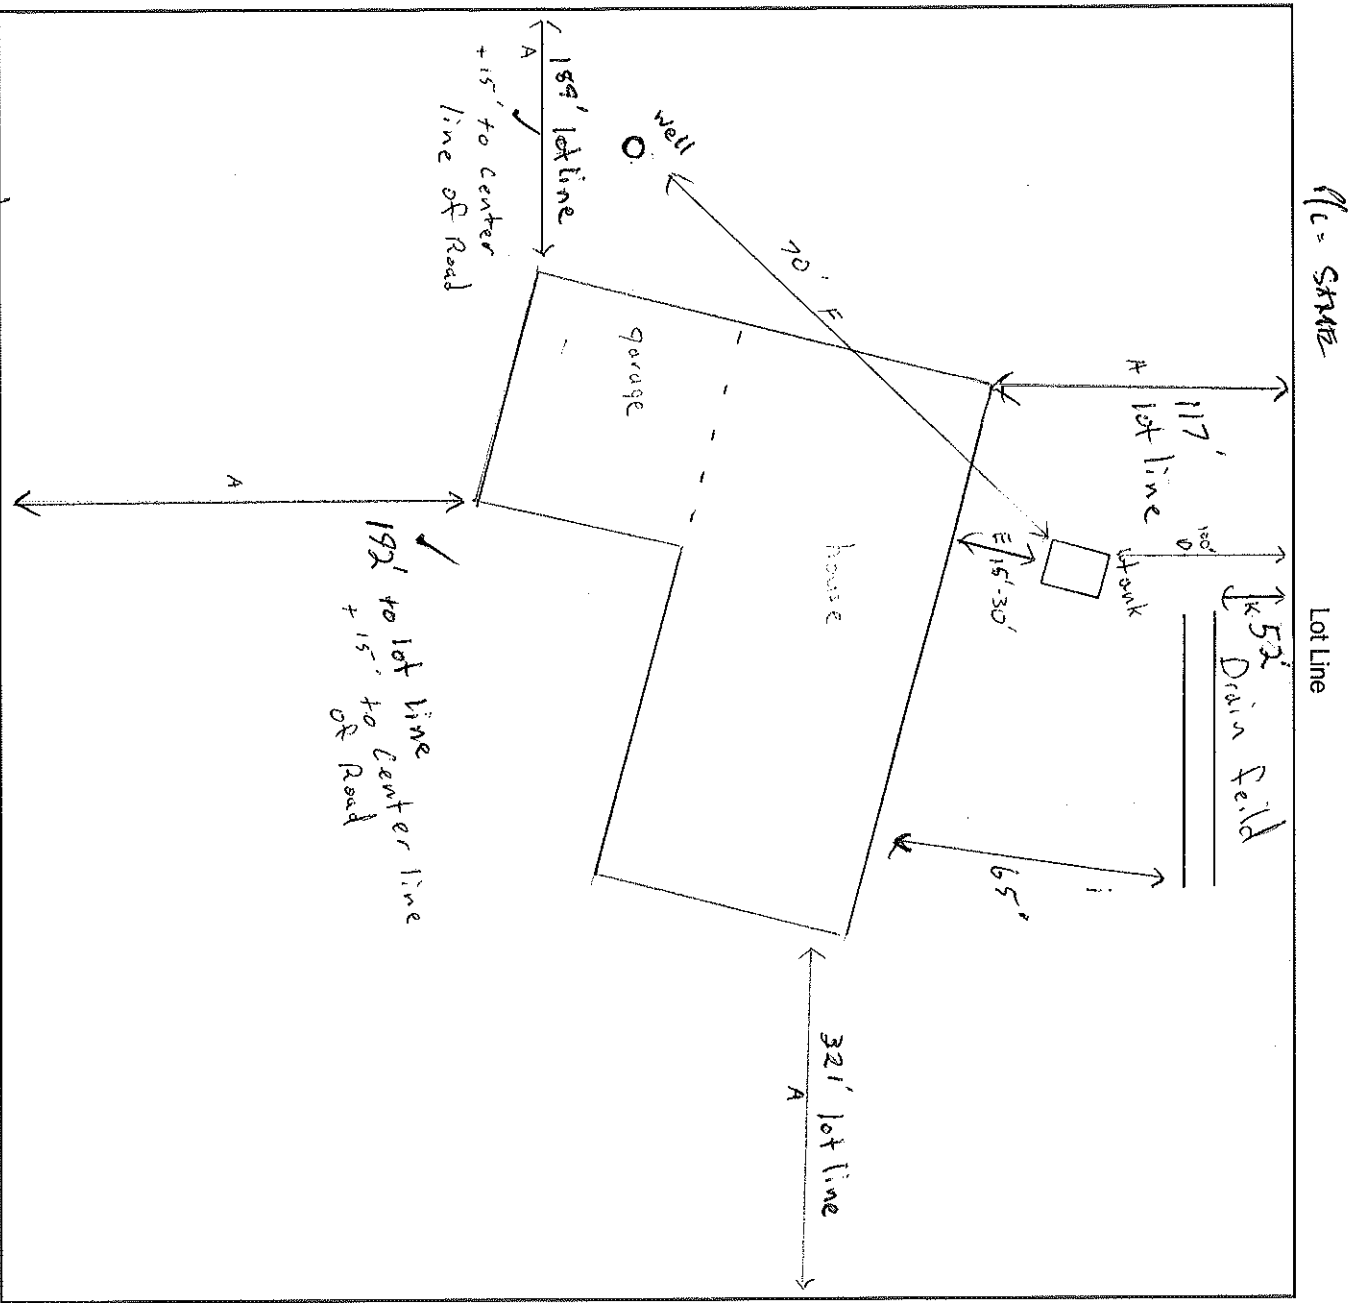 P/L = SAME
Lot Line
A
117'
lot line
100'
D
K 52'
Drain feild
tank
E 15'-30'
i
65'
well
70' F
A
lot line
+ 15' to center
line of Road
garage
house
321' lot line
A
A
192' to lot line
+ 15' to Center line
of Road